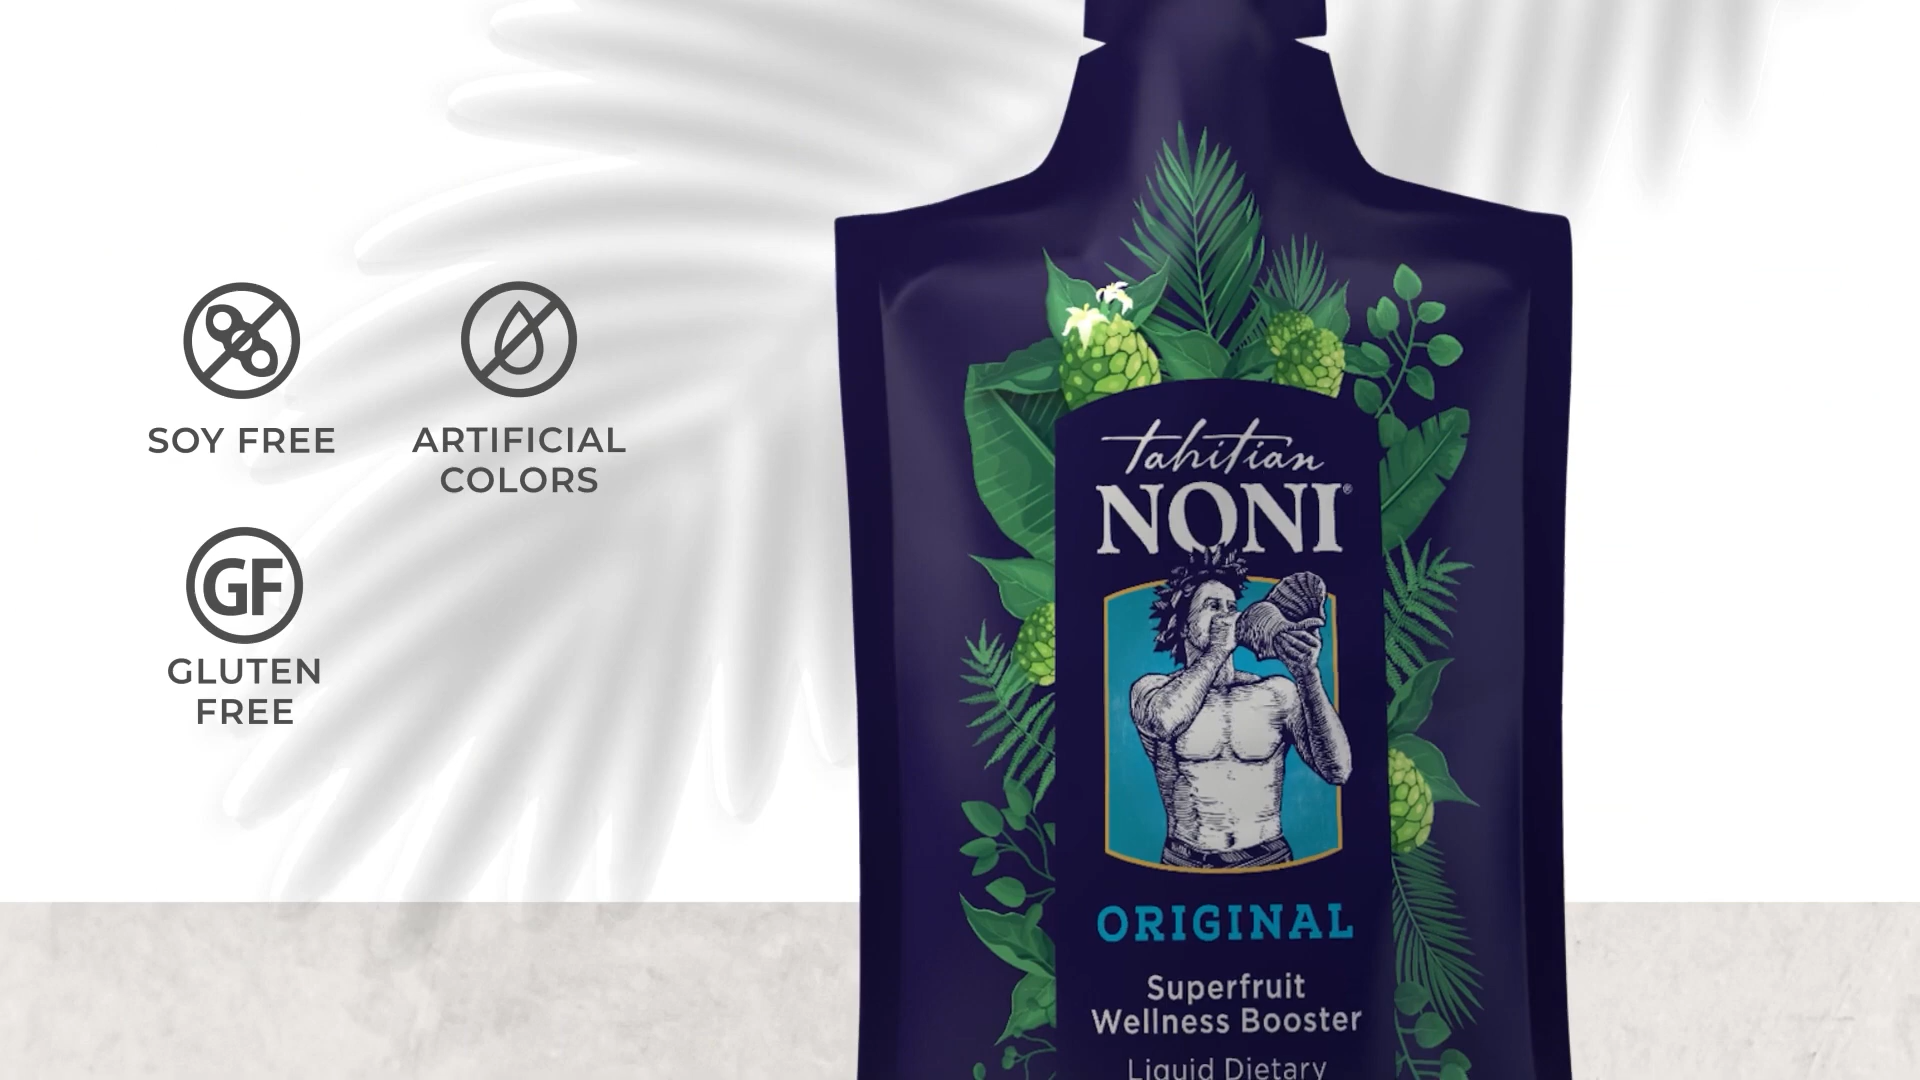 SOY FREE
ARTIFICIAL
COLORS
GF
GLUTEN
FREE
tahitian
NONI®
ORIGINAL
Superfruit
Wellness Booster
Liquid Dietary